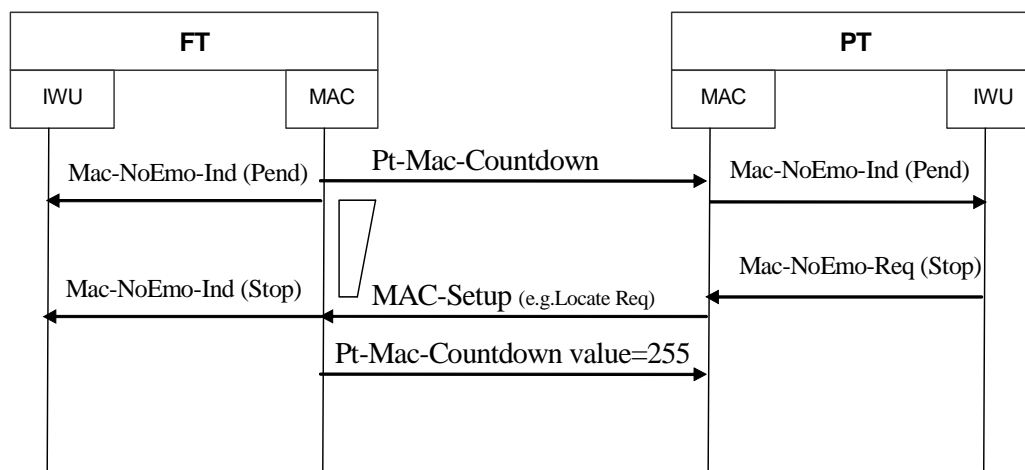 FT PT
IWU MAC MAC IWU
Pt-Mac-Countdown
Mac-NoEmo-Ind (Pend) Mac-NoEmo-Ind (Pend)
Mac-NoEmo-Req (Stop)
Mac-NoEmo-Ind (Stop) MAC-Setup (e.g.Locate Req)
Pt-Mac-Countdown value=255